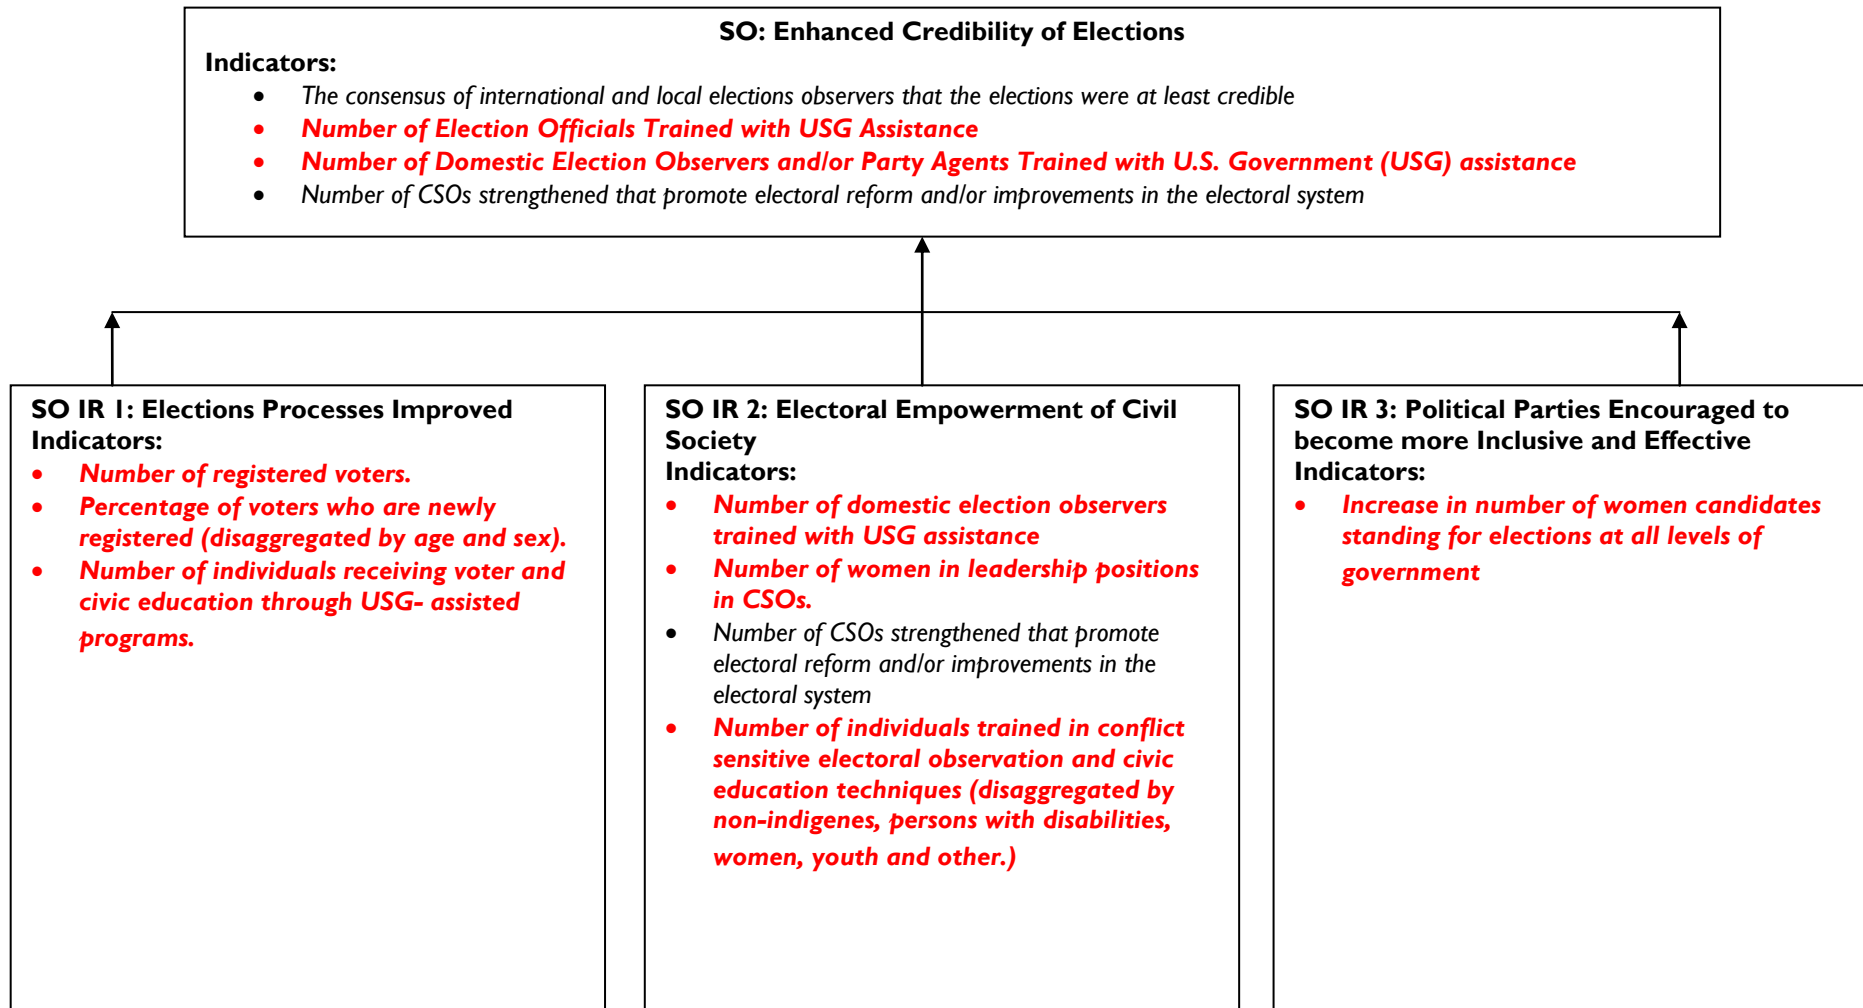 SO: Enhanced Credibility of Elections
Indicators:
• The consensus of international and local elections observers that the elections were at least credible
• Number of Election Officials Trained with USG Assistance
• Number of Domestic Election Observers and/or Party Agents Trained with U.S. Government (USG) assistance
• Number of CSOs strengthened that promote electoral reform and/or improvements in the electoral system
SO IR 1: Elections Processes Improved
Indicators:
• Number of registered voters.
• Percentage of voters who are newly
registered (disaggregated by age and sex).
• Number of individuals receiving voter and
civic education through USG- assisted
programs.
SO IR 2: Electoral Empowerment of Civil
Society
Indicators:
• Number of domestic election observers
trained with USG assistance
• Number of women in leadership positions
in CSOs.
• Number of CSOs strengthened that promote
electoral reform and/or improvements in the
electoral system
• Number of individuals trained in conflict
sensitive electoral observation and civic
education techniques (disaggregated by
non-indigenes, persons with disabilities,
women, youth and other.)
SO IR 3: Political Parties Encouraged to
become more Inclusive and Effective
Indicators:
• Increase in number of women candidates
standing for elections at all levels of
government